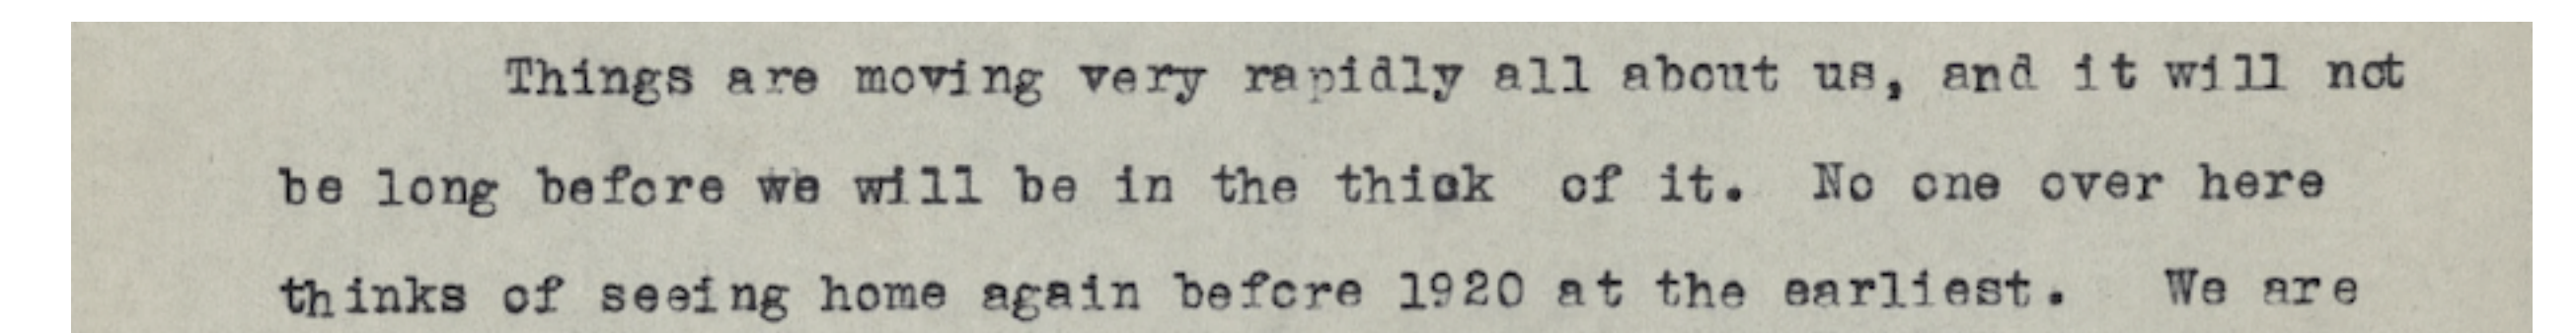 Things are moving very rapidly all about us, and it will not
be long before we will be in the thick of it. No one over here
thinks of seeing home again before 1920 at the earliest. We are